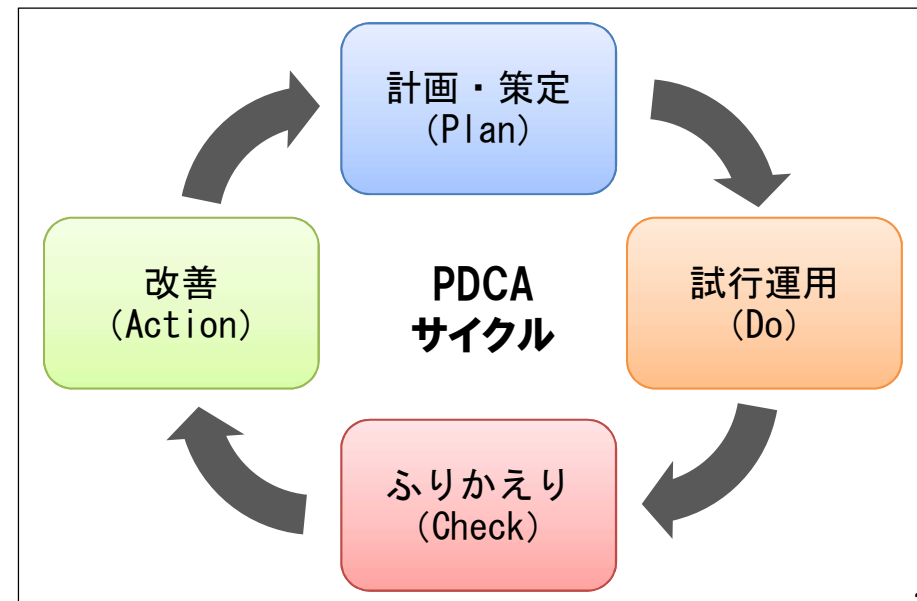 計画・策定
(Plan)
改善
(Action)
PDCA
サイクル
試行運用
(Do)
ふりかえり
(Check)